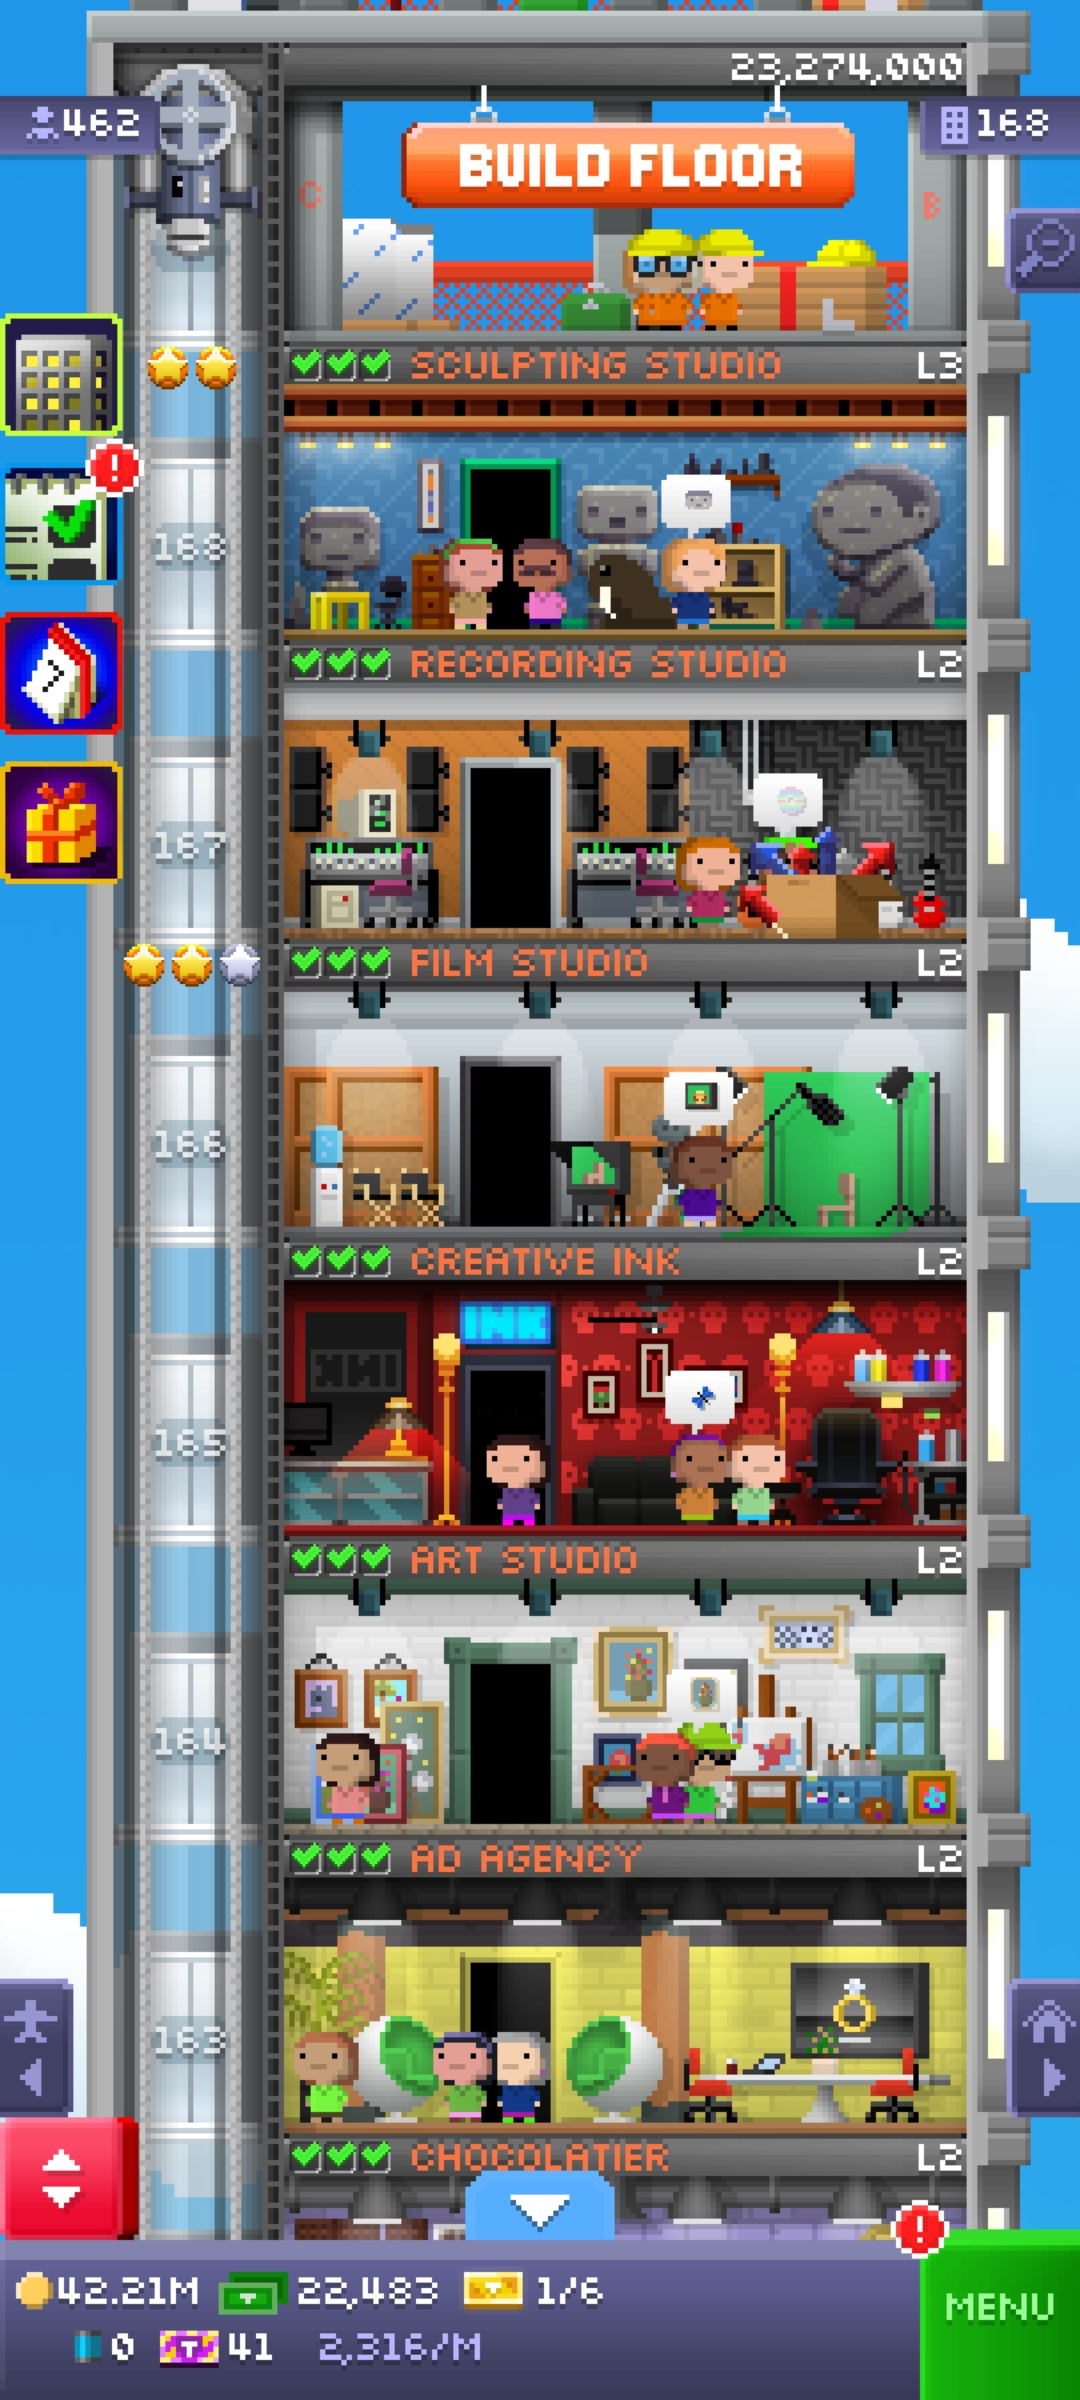 23,274,000
462
168
BUILD FLOOR
C
B
SCULPTING STUDIO L3
168
RECORDING STUDIO L2
167
FILM STUDIO L2
166
CREATIVE INK L2
INK
165
ART STUDIO L2
164
AD AGENCY L2
163
CHOCOLATIER L2
42.21M 22,483 1/6
0 41 2,316/M
MENU